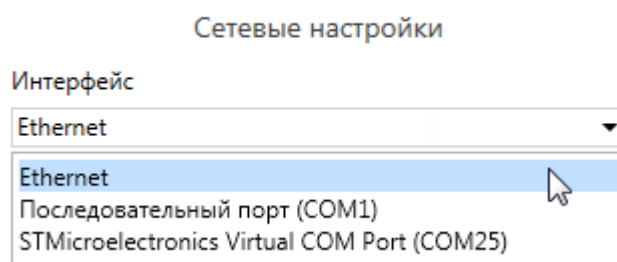 Сетевые настройки
Интерфейс
Ethernet
Ethernet
Последовательный порт (COM1)
STMicroelectronics Virtual COM Port (COM25)